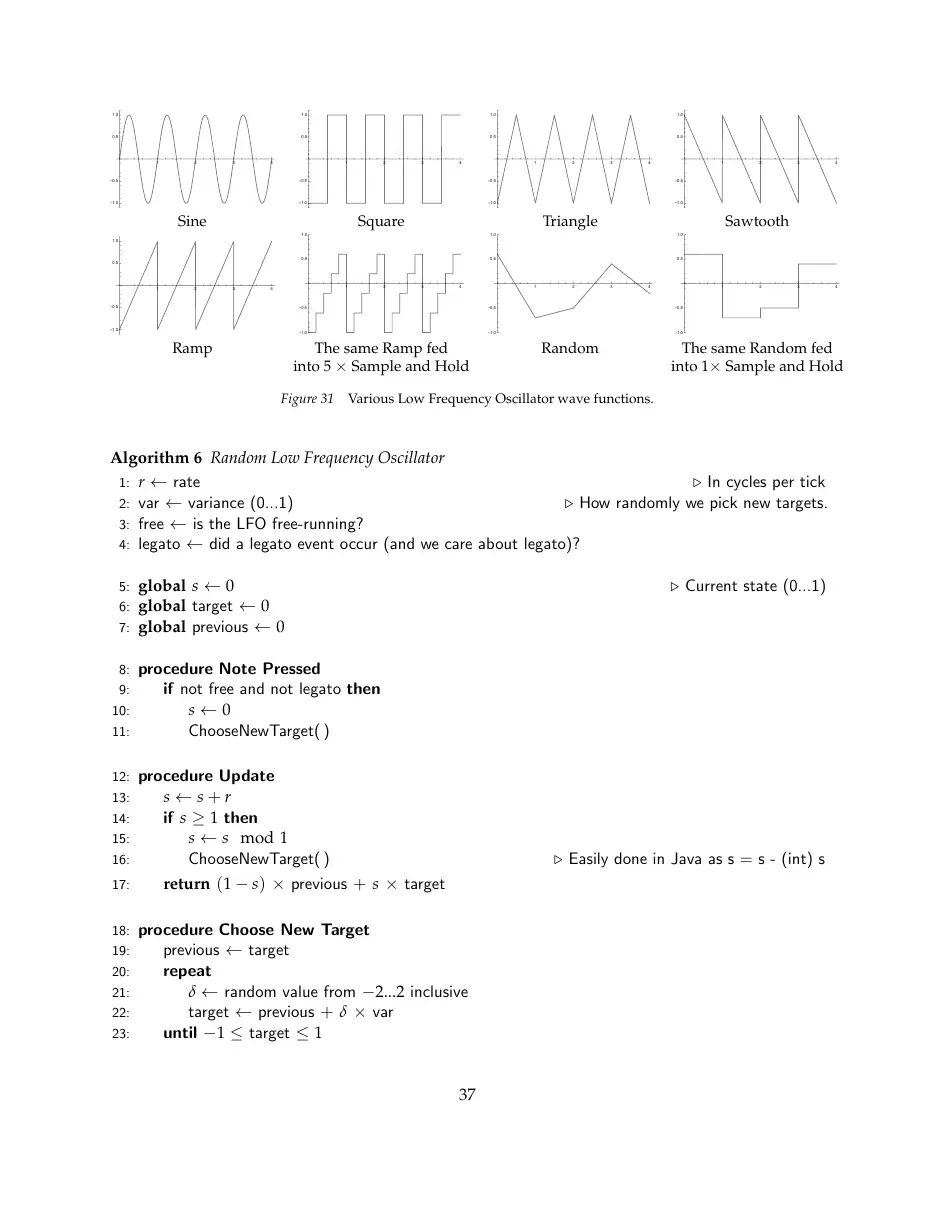 Sine
Square
Triangle
Sawtooth
Ramp
The same Ramp fed
into 5 × Sample and Hold
Random
The same Random fed
into 1× Sample and Hold
Figure 31 Various Low Frequency Oscillator wave functions.
Algorithm 6 Random Low Frequency Oscillator
1: r ← rate ▷ In cycles per tick
2: var ← variance (0...1) ▷ How randomly we pick new targets.
3: free ← is the LFO free-running?
4: legato ← did a legato event occur (and we care about legato)?
5: global s ← 0 ▷ Current state (0...1)
6: global target ← 0
7: global previous ← 0
8: procedure Note Pressed
9: if not free and not legato then
10: s ← 0
11: ChooseNewTarget( )
12: procedure Update
13: s ← s + r
14: if s ≥ 1 then
15: s ← s mod 1
16: ChooseNewTarget( ) ▷ Easily done in Java as s = s - (int) s
17: return (1 − s) × previous + s × target
18: procedure Choose New Target
19: previous ← target
20: repeat
21: δ ← random value from −2...2 inclusive
22: target ← previous + δ × var
23: until −1 ≤ target ≤ 1
37